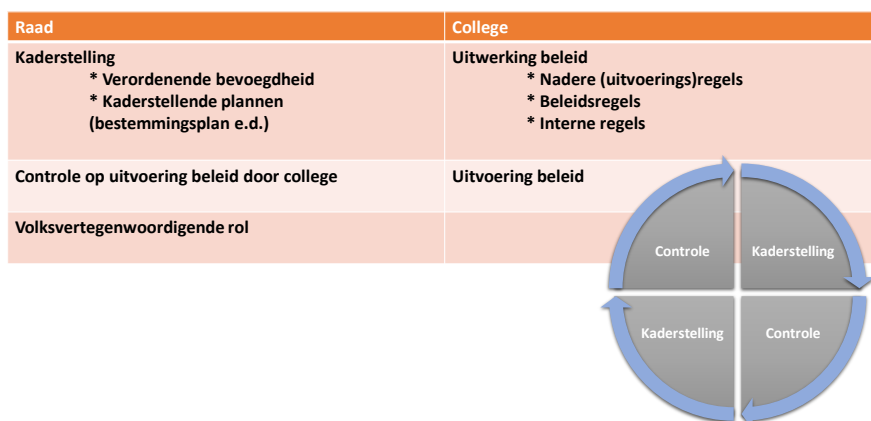 Raad
College
Kaderstelling
* Verordenende bevoegdheid
* Kaderstellende plannen
(bestemmingsplan e.d.)
Uitwerking beleid
* Nadere (uitvoerings)regels
* Beleidsregels
* Interne regels
Controle op uitvoering beleid door college
Uitvoering beleid
Volksvertegenwoordigende rol
Controle
Kaderstelling
Kaderstelling
Controle